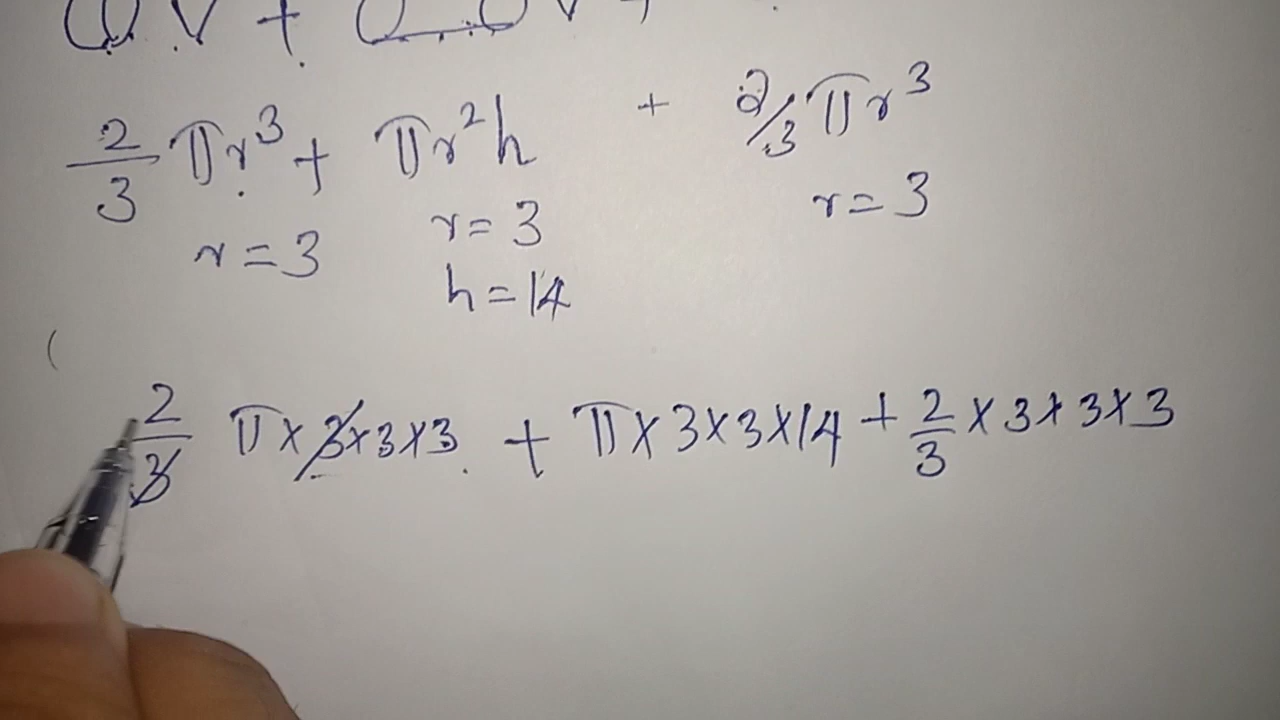 2/3 πr³ + πr²h + 2/3 πr³
r = 3 r = 3 r = 3
h = 14
(
2/3 π × 3 × 3 × 3 + π × 3 × 3 × 14 + 2/3 × 3 × 3 × 3